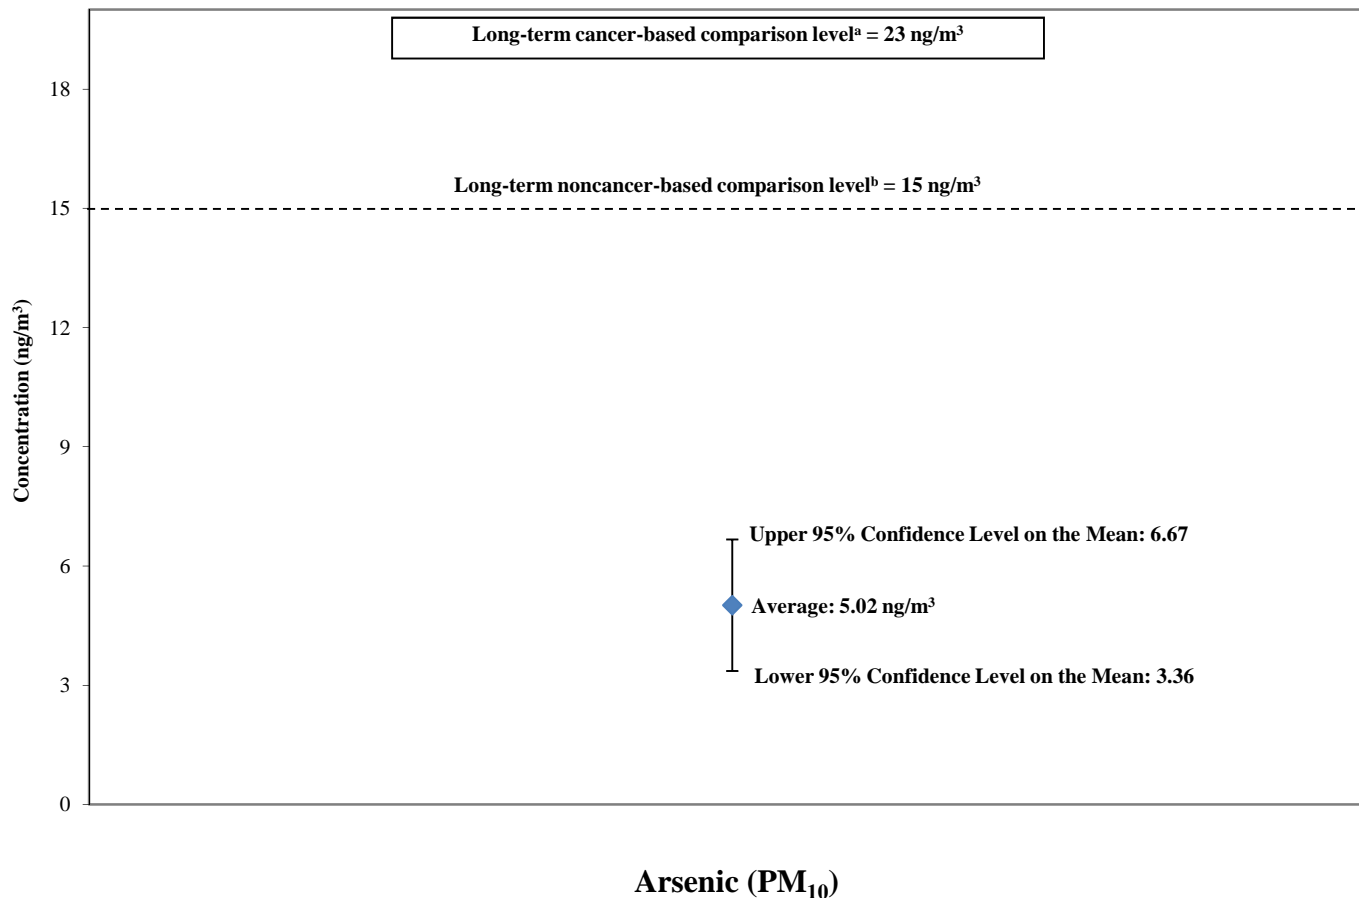 Long-term cancer-based comparison levelᵃ = 23 ng/m³
18
Long-term noncancer-based comparison levelᵇ = 15 ng/m³
15
12
Concentration (ng/m³)
9
Upper 95% Confidence Level on the Mean: 6.67
6
Average: 5.02 ng/m³
Lower 95% Confidence Level on the Mean: 3.36
3
0
Arsenic (PM₁₀)